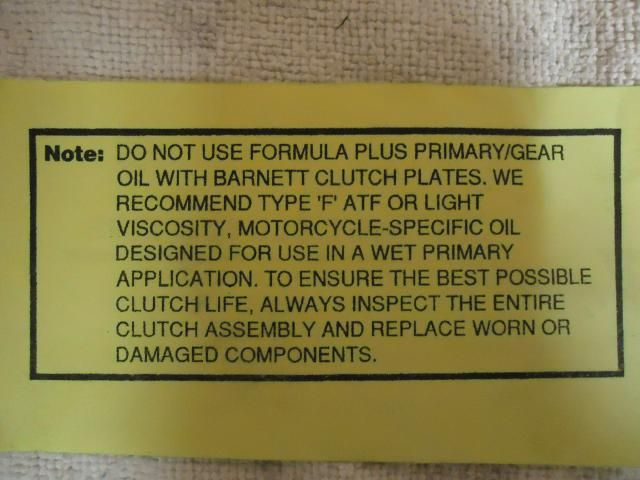 Note: DO NOT USE FORMULA PLUS PRIMARY/GEAR
OIL WITH BARNETT CLUTCH PLATES. WE
RECOMMEND TYPE 'F' ATF OR LIGHT
VISCOSITY, MOTORCYCLE-SPECIFIC OIL
DESIGNED FOR USE IN A WET PRIMARY
APPLICATION. TO ENSURE THE BEST POSSIBLE
CLUTCH LIFE, ALWAYS INSPECT THE ENTIRE
CLUTCH ASSEMBLY AND REPLACE WORN OR
DAMAGED COMPONENTS.